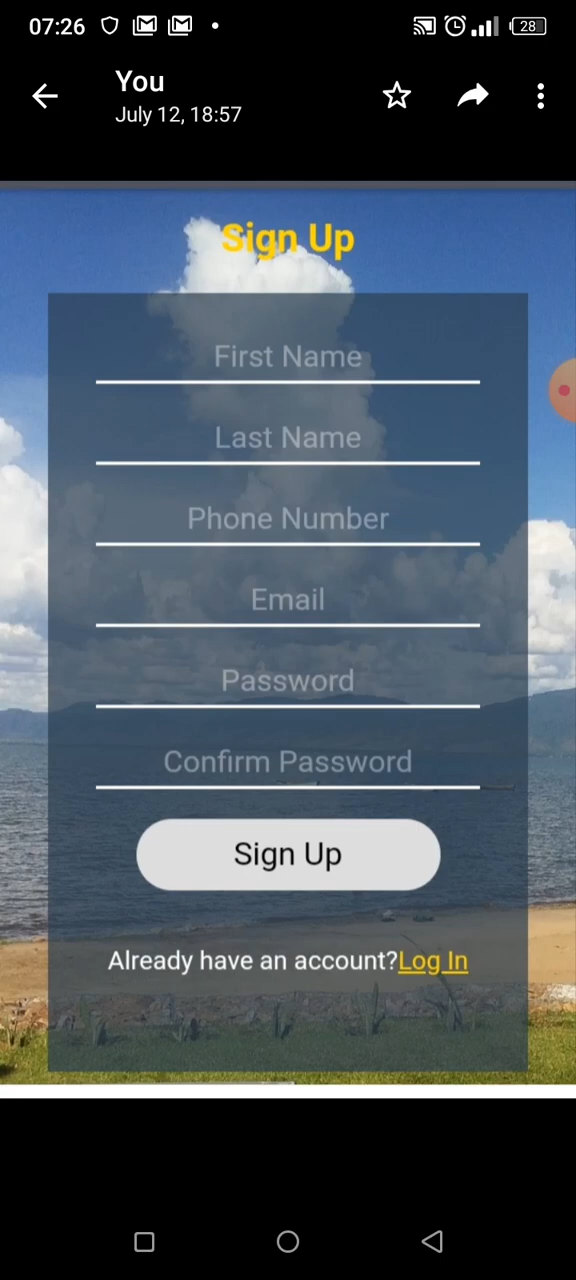 07:26
28
You
July 12, 18:57
Sign Up
First Name
Last Name
Phone Number
Email
Password
Confirm Password
Sign Up
Already have an account?Log In